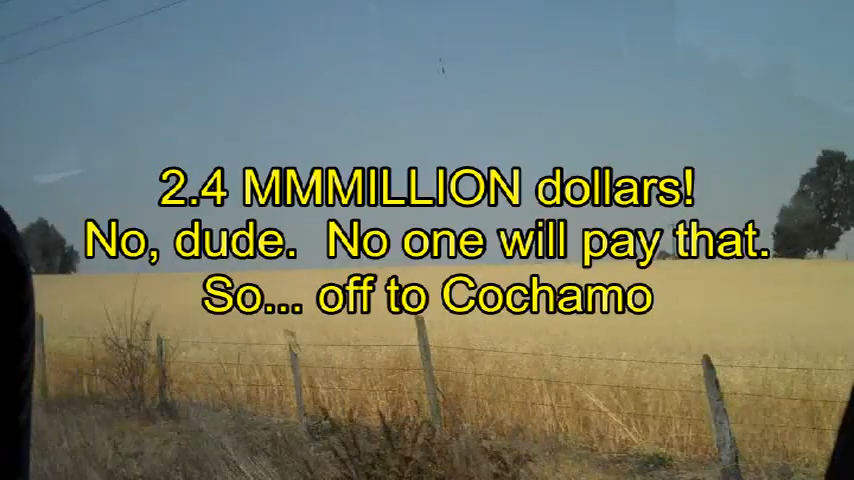 2.4 MMMILLION dollars!
No, dude.  No one will pay that.
So... off to Cochamo